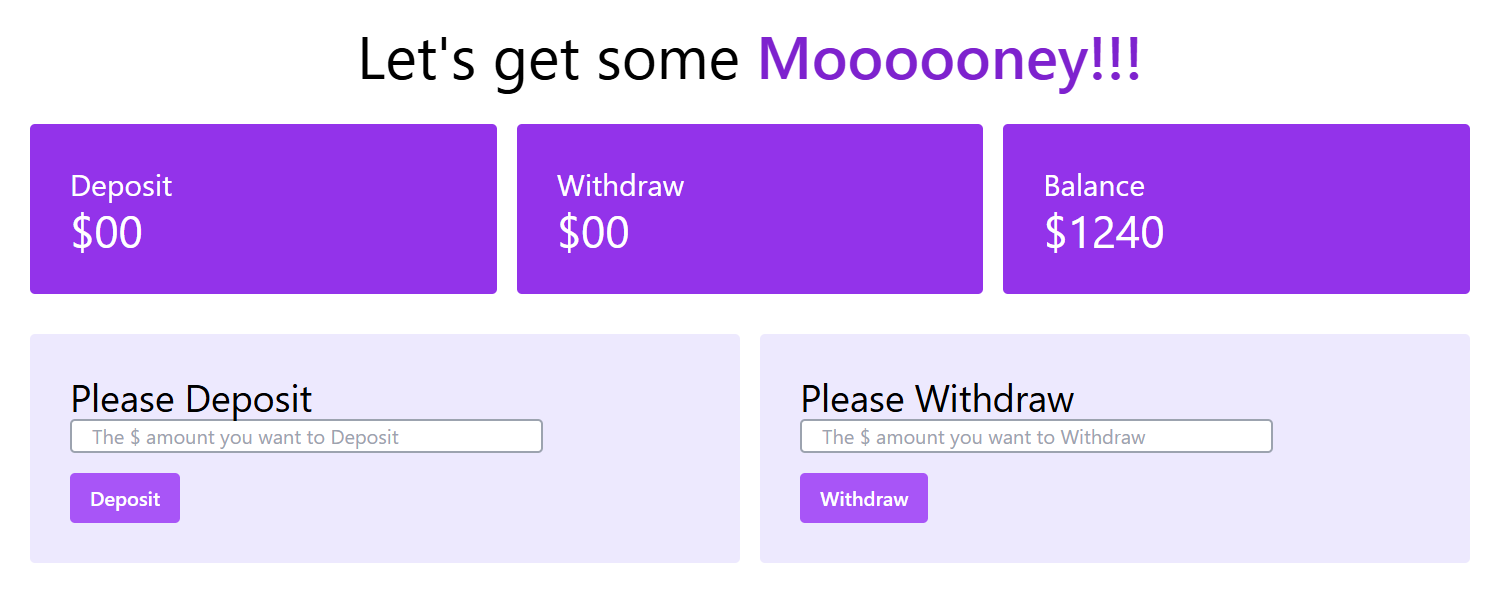 Let's get some Moooooney!!!
Deposit
$00
Withdraw
$00
Balance
$1240
Please Deposit
The $ amount you want to Deposit
Deposit
Please Withdraw
The $ amount you want to Withdraw
Withdraw